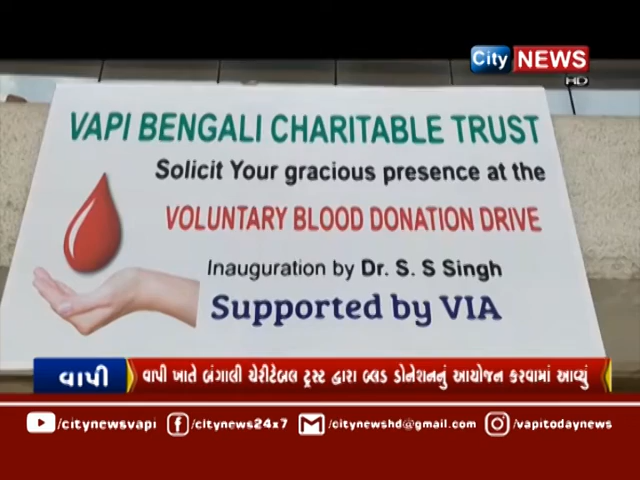 City NEWS
HD
VAPI BENGALI CHARITABLE TRUST
Solicit Your gracious presence at the
VOLUNTARY BLOOD DONATION DRIVE
Inauguration by Dr. S. S Singh
Supported by VIA
વાપી
વાપી ખાતે બંગાલી ચેરીટેબલ ટ્રસ્ટ દ્વારા બ્લડ ડોનેશનનું આયોજન કરવામાં આવ્યું
/citynewsvapi /citynews24x7 /citynewshd@gmail.com /vapitodaynews